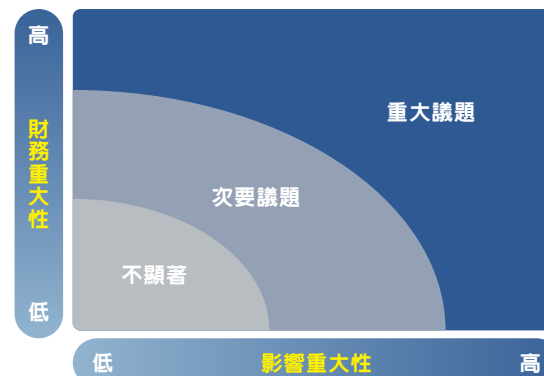 高
重大議題
財務重大性
次要議題
不顯著
低
低 影響重大性 高